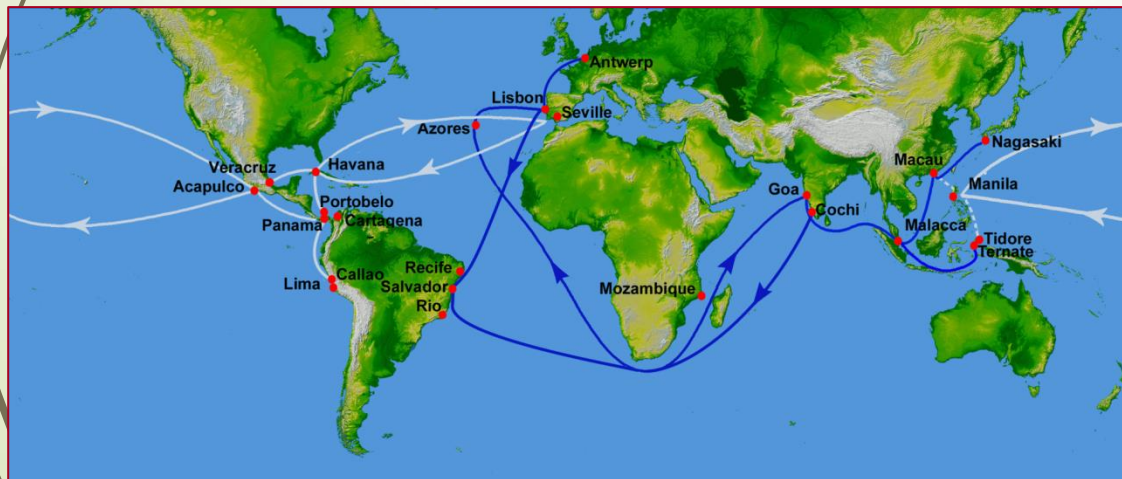 Antwerp
Lisbon
Seville
Azores
Nagasaki
Macau
Havana
Veracruz
Acapulco
Manila
Goa
Cochi
Portobelo
Panama
Cartaqena
Malacca
Tidore
Ternate
Recife
Callao
Lima
Salvador
Mozambique
Rio